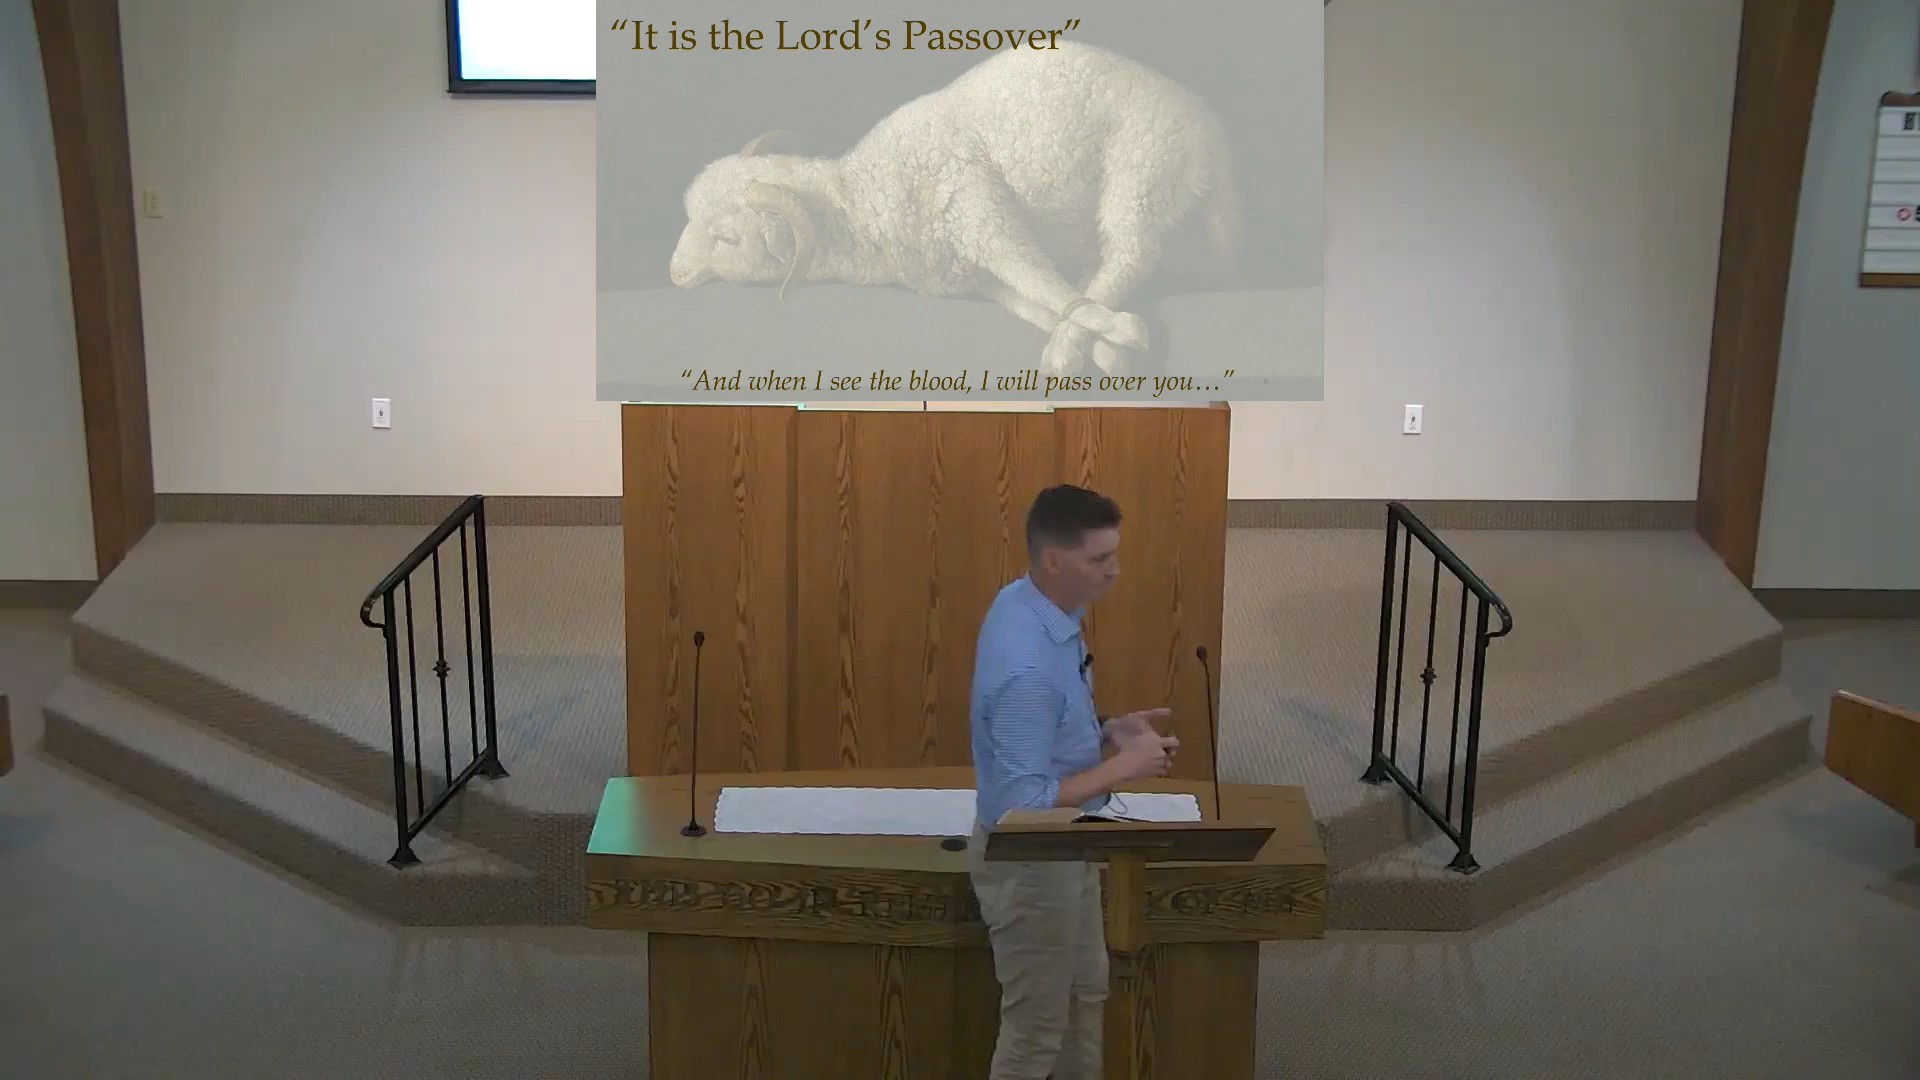 “It is the Lord’s Passover”
“And when I see the blood, I will pass over you…”